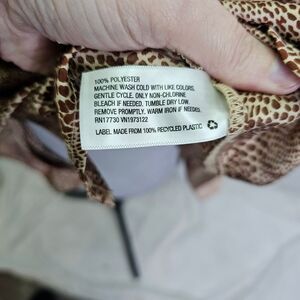 100% POLYESTER
MACHINE WASH COLD WITH LIKE COLORS,
GENTLE CYCLE. ONLY NON-CHLORINE
BLEACH IF NEEDED. TUMBLE DRY LOW.
REMOVE PROMPTLY. WARM IRON IF NEEDED.
RN17730 VN1973122
LABEL MADE FROM 100% RECYCLED PLASTIC